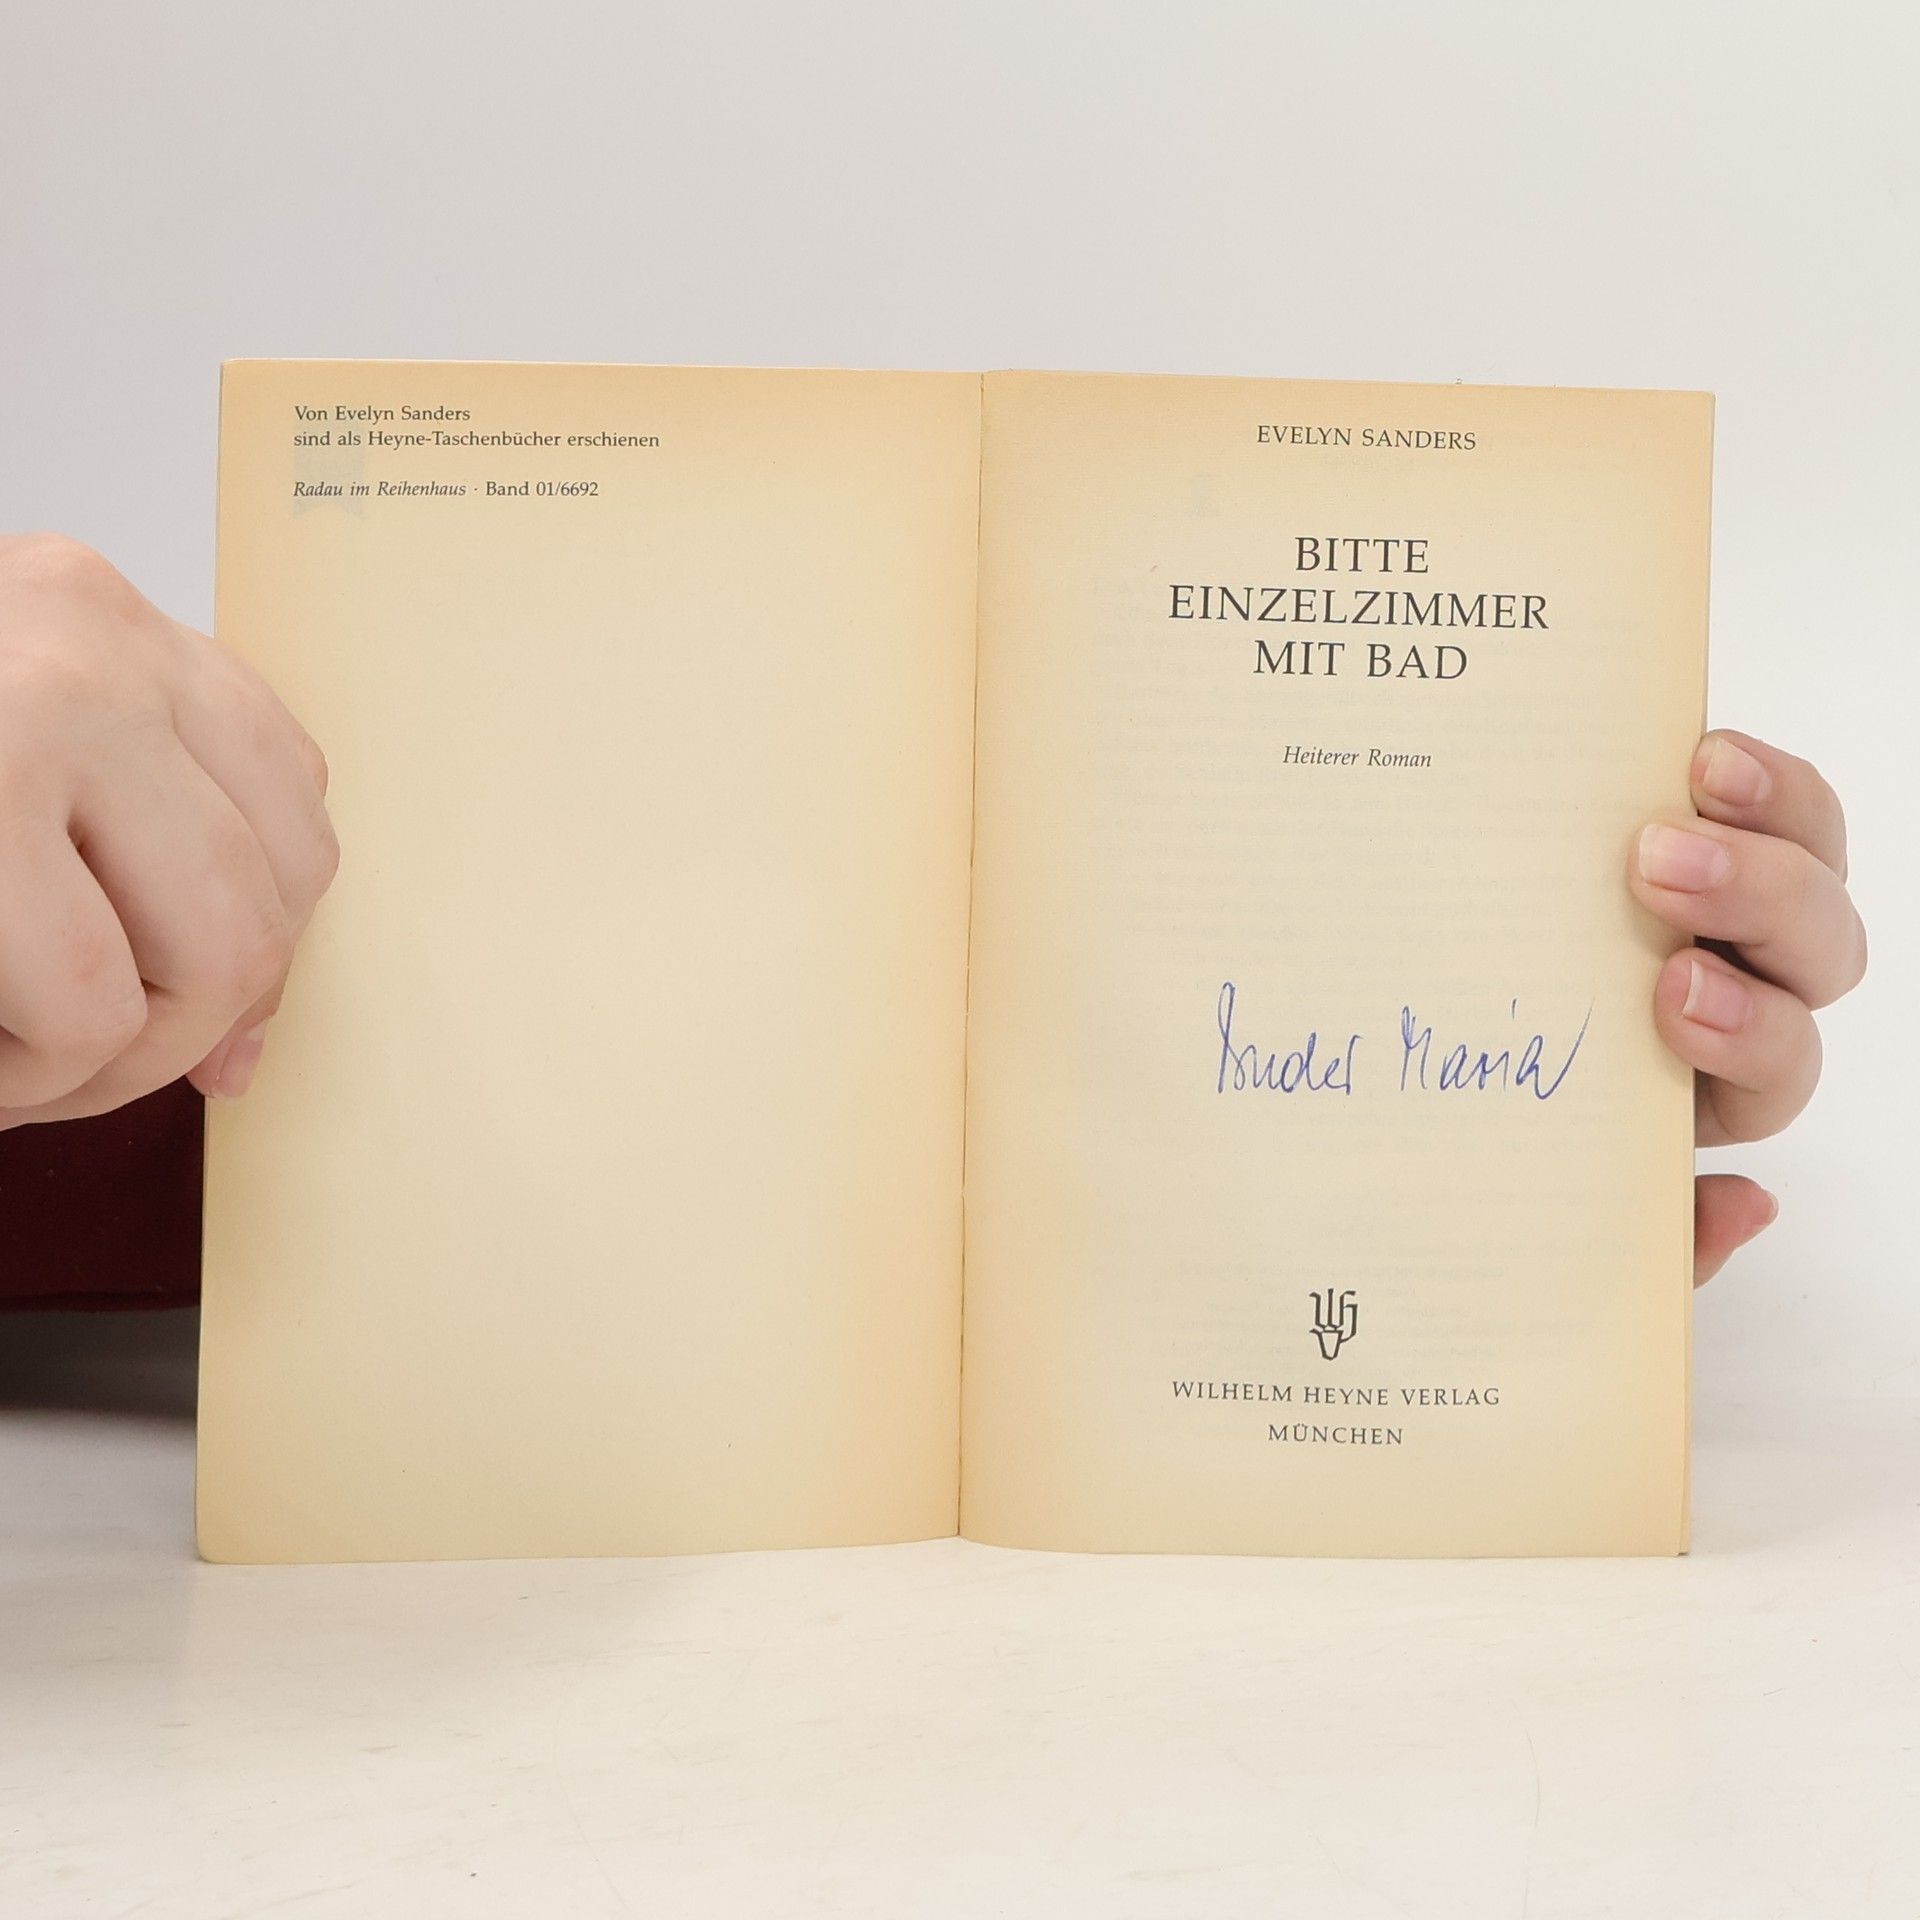 Von Evelyn Sanders
sind als Heyne-Taschenbücher erschienen
Radau im Reihenhaus · Band 01/6692
EVELYN SANDERS
BITTE
EINZELZIMMER
MIT BAD
Heiterer Roman
Maria
WILHELM HEYNE VERLAG
MÜNCHEN